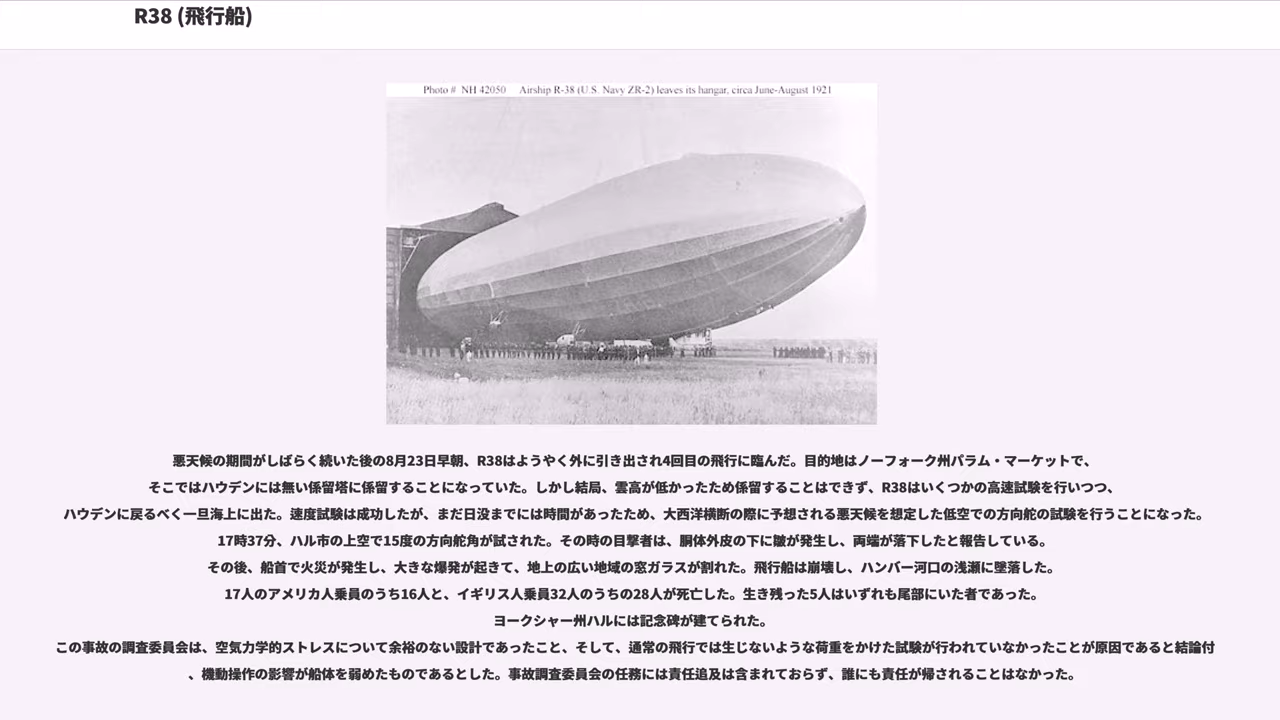 R38 (飛行船)
Photo # NH 42050 Airship R-38 (U.S. Navy ZR-2) leaves its hangar, circa June-August 1921
悪天候の期間がしばらく続いた後の8月23日早朝、R38はようやく外に引き出され4回目の飛行に臨んだ。目的地はノーフォーク州パラム・マーケットで、
そこではハウデンには無い係留塔に係留することになっていた。しかし結局、雲高が低かったため係留することはできず、R38はいくつかの高速試験を行いつつ、
ハウデンに戻るべく一旦海上に出た。速度試験は成功したが、まだ日没までには時間があったため、大西洋横断の際に予想される悪天候を想定した低空での方向舵の試験を行うことになった。
17時37分、ハル市の上空で15度の方向舵角が試された。その時の目撃者は、胴体外皮の下に皺が発生し、両端が落下したと報告している。
その後、船首で火災が発生し、大きな爆発が起きて、地上の広い地域の窓ガラスが割れた。飛行船は崩壊し、ハンバー河口の浅瀬に墜落した。
17人のアメリカ人乗員のうち16人と、イギリス人乗員32人のうちの28人が死亡した。生き残った5人はいずれも尾部にいた者であった。
ヨークシャー州ハルには記念碑が建てられた。
この事故の調査委員会は、空気力学的ストレスについて余裕のない設計であったこと、そして、通常の飛行では生じないような荷重をかけた試験が行われていなかったことが原因であると結論付
、機動操作の影響が船体を弱めたものであるとした。事故調査委員会の任務には責任追及は含まれておらず、誰にも責任が帰されることはなかった。